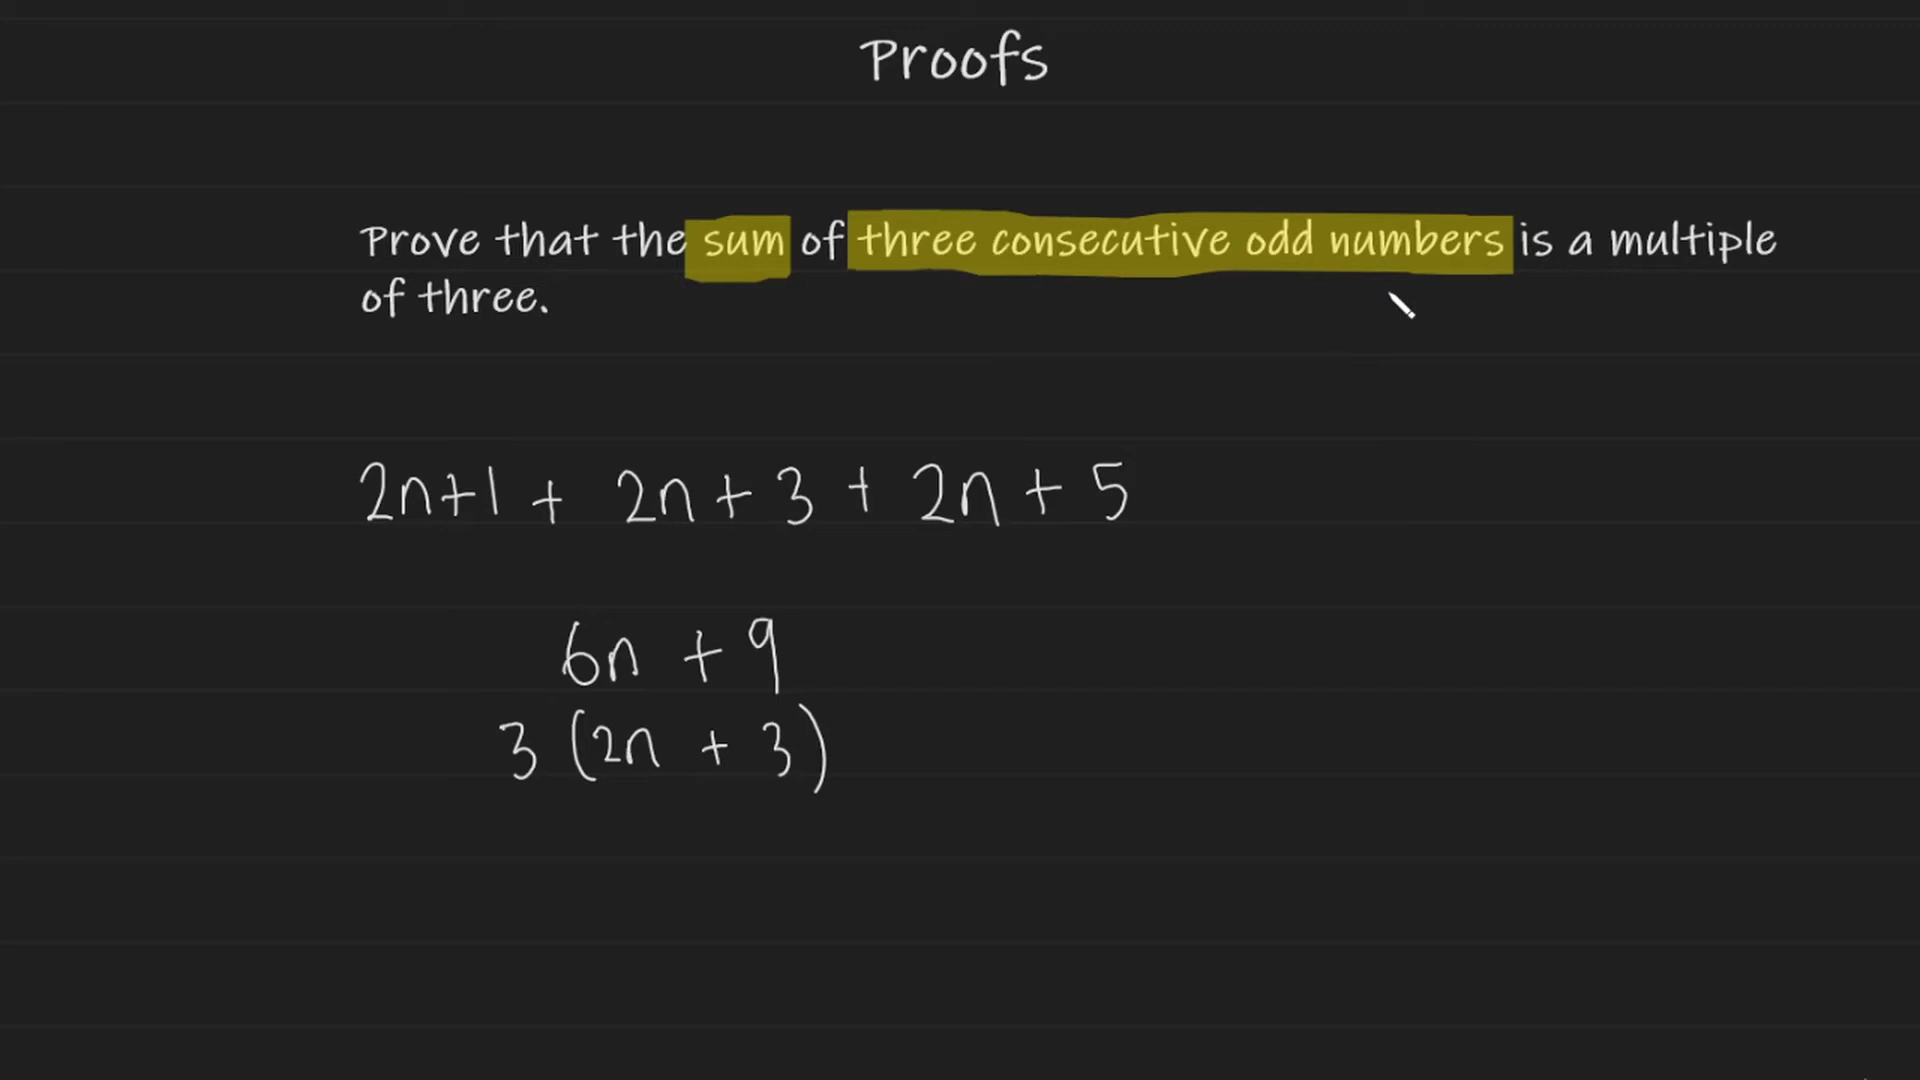 Proofs
Prove that the sum of three consecutive odd numbers is a multiple
of three.
2n+1 + 2n + 3 + 2n + 5
6n + 9
3 (2n + 3)